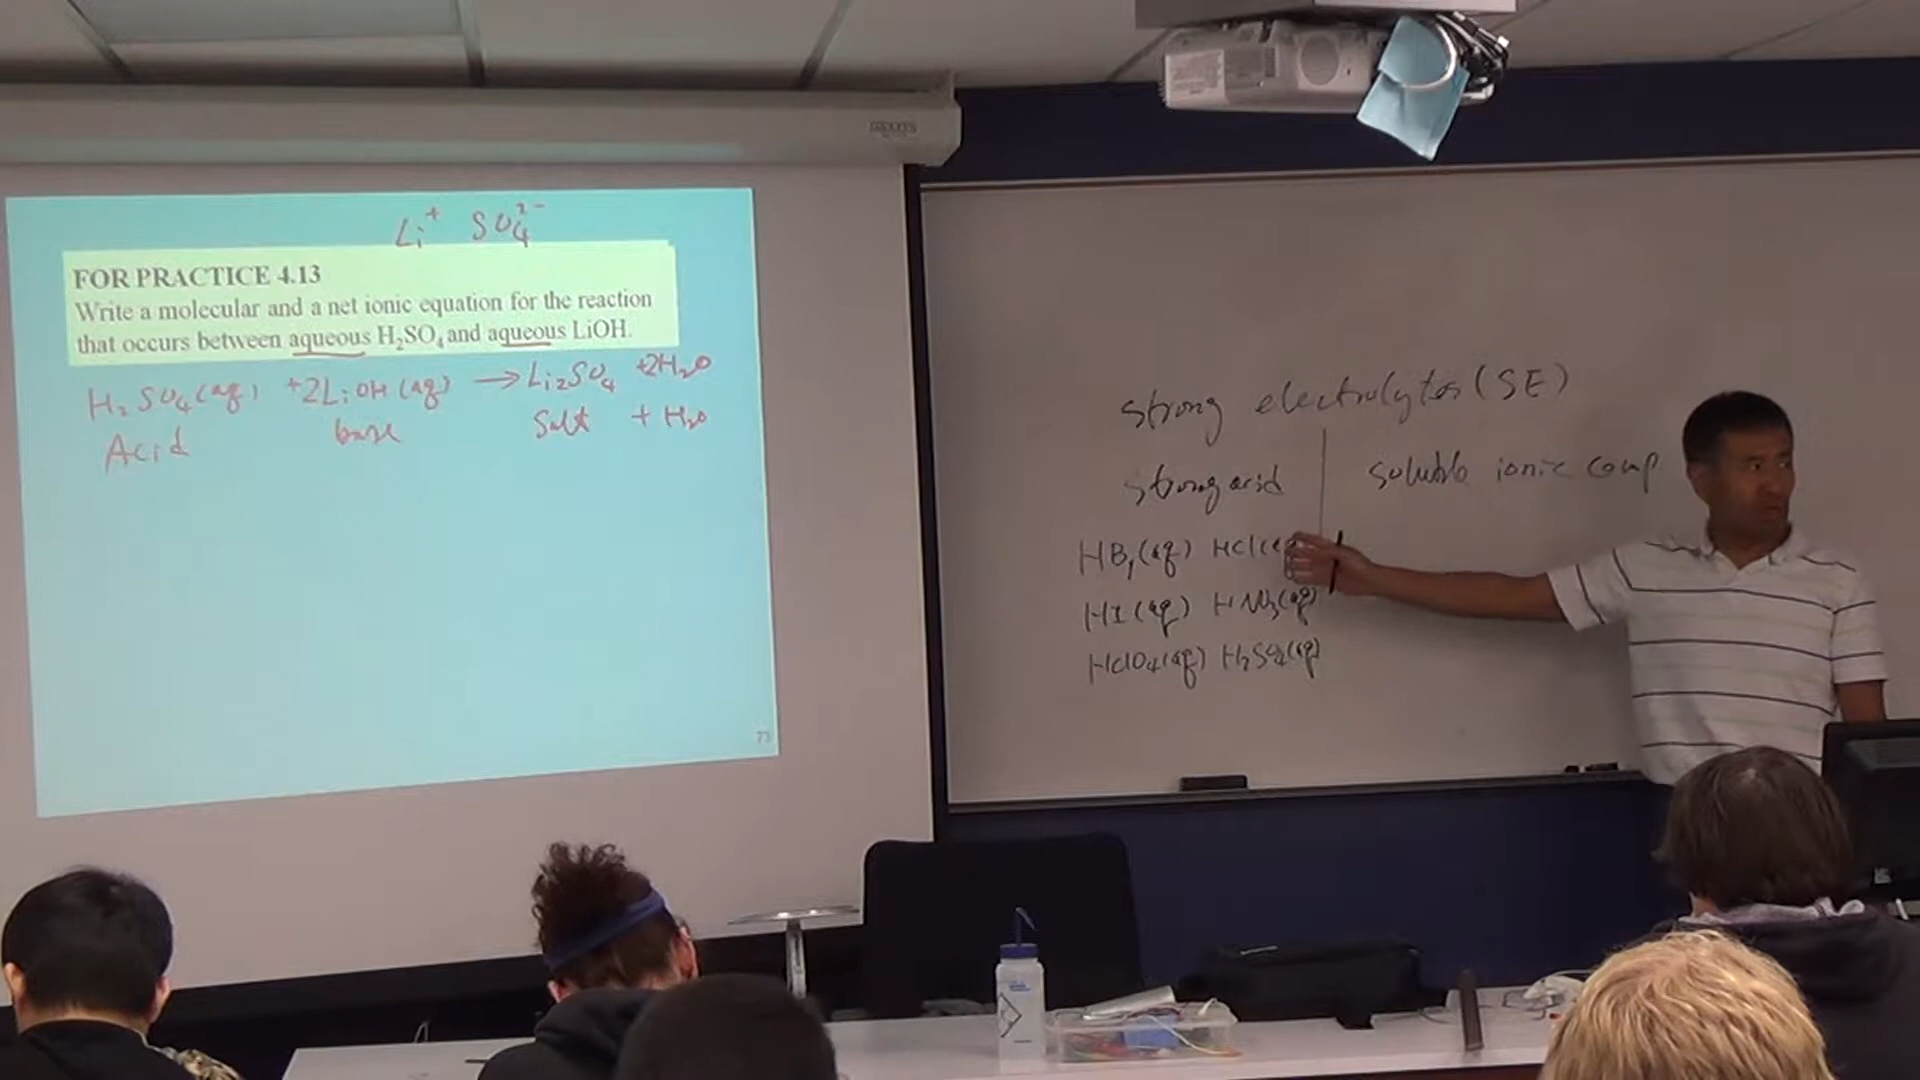 Li⁺ SO₄²⁻
FOR PRACTICE 4.13
Write a molecular and a net ionic equation for the reaction
that occurs between aqueous H₂SO₄ and aqueous LiOH.
H₂SO₄(aq) +2LiOH(aq) → Li₂SO₄ +2H₂O
Acid base Salt + H₂O
73
strong electrolytes (SE)
strong acid soluble ionic comp
HBr(aq) HCl(aq
HI(aq) HNO₃(aq)
HClO₄(aq) H₂SO₄(aq)